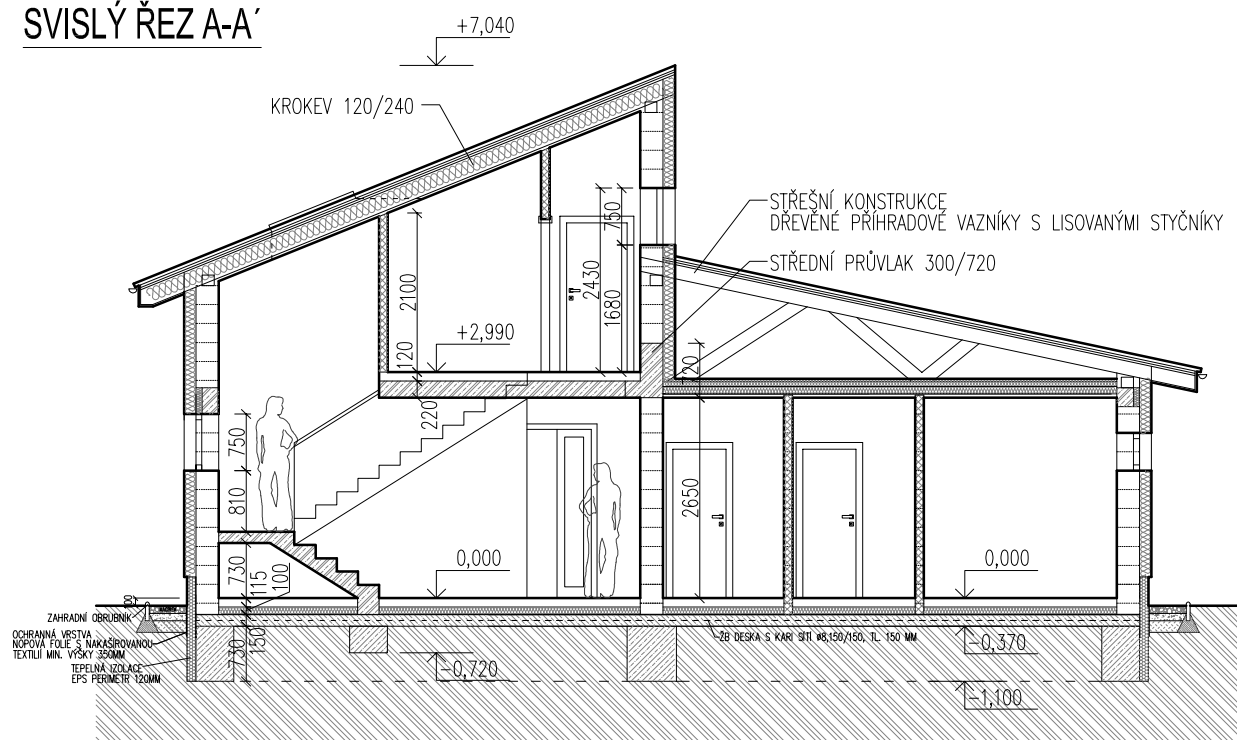 SVISLÝ ŘEZ A-A´
+7,040
KROKEV 120/240
STŘEŠNÍ KONSTRUKCE
DŘEVĚNÉ PŘÍHRADOVÉ VAZNÍKY S LISOVANÝMI STYČNÍKY
STŘEDNÍ PRŮVLAK 300/720
750
2430
1680
2100
120
+2,990
720
220
750
810
2650
730
115
100
0,000
0,000
100
ZAHRADNÍ OBRUBNÍK
OCHRANNÁ VRSTVA
NOPOVÁ FOLIE S NAKAŠÍROVANOU
TEXTILIÍ MIN. VÝŠKY 350MM
TEPELNÁ IZOLACE
EPS PERIMETR 120MM
730
150
ŽB DESKA S KARI SÍTÍ ø8,150/150, TL. 150 MM
-0,370
-0,720
-1,100